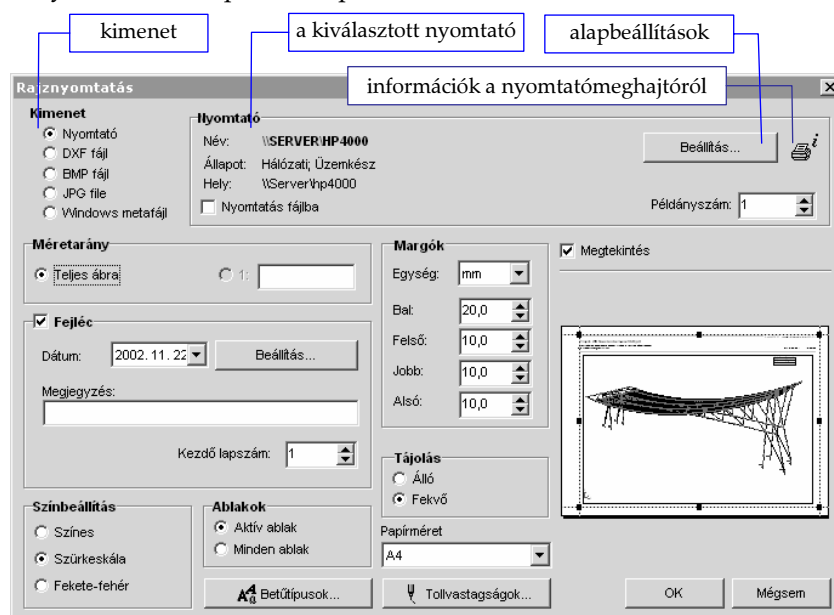 kimenet
a kiválasztott nyomtató
alapbeállítások
információk a nyomtatómeghajtóról
Rajznyomtatás
Kimenet
Nyomtató
DXF fájl
BMP fájl
JPG file
Windows metafájl
Nyomtató
Név: \\SERVER\HP4000
Állapot: Hálózati; Üzemkész
Hely: \\Server\hp4000
Nyomtatás fájlba
Beállítás...
Példányszám: 1
Méretarány
Teljes ábra
1:
Fejléc
Dátum: 2002. 11. 22
Beállítás...
Megjegyzés:
Kezdő lapszám: 1
Margók
Egység: mm
Bal: 20,0
Felső: 10,0
Jobb: 10,0
Alsó: 10,0
Megtekintés
Tájolás
Álló
Fekvő
Színbeállítás
Színes
Szürkeskála
Fekete-fehér
Ablakok
Aktív ablak
Minden ablak
Papírméret
A4
Betűtípusok...
Tollvastagságok...
OK
Mégsem